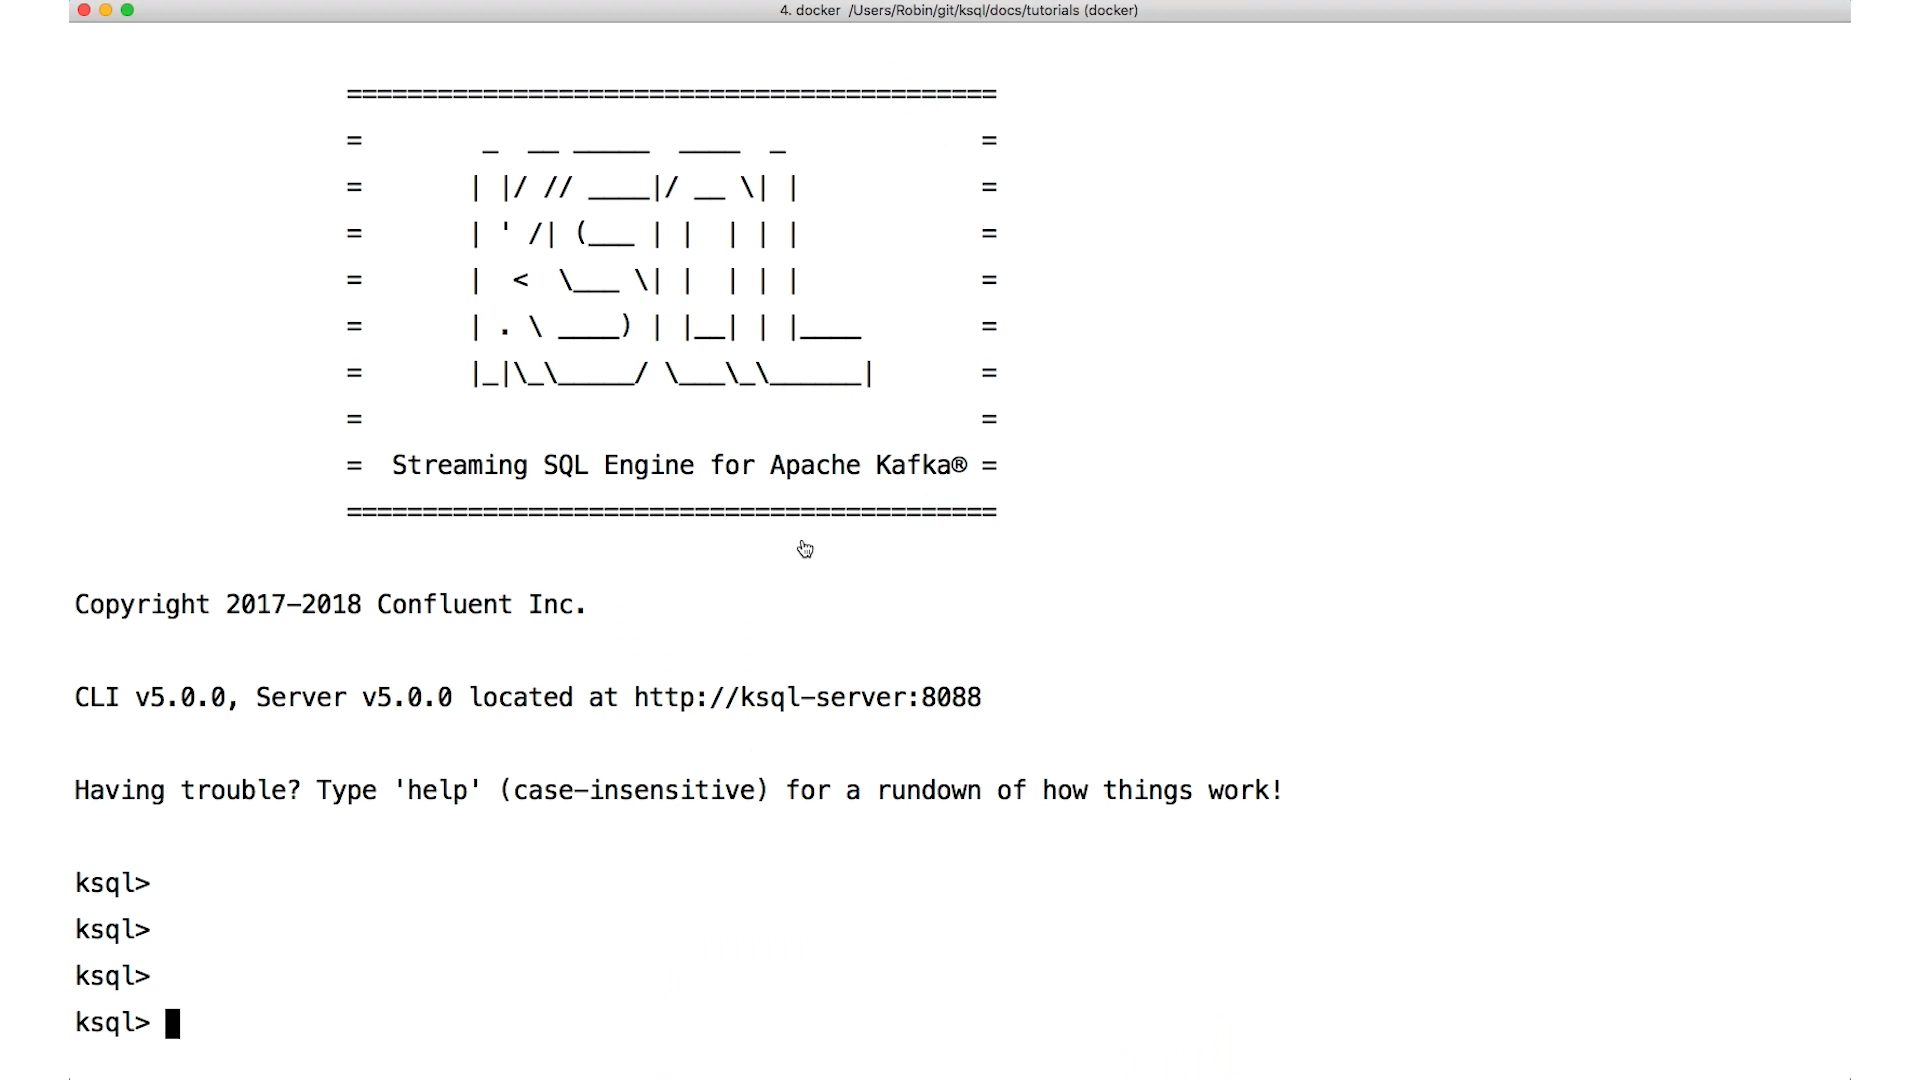 4. docker /Users/Robin/git/ksql/docs/tutorials (docker)
===========================================
=        _  __ _____  ____  _             =
=       | |/ // ____|/ __ \| |            =
=       | ' /| (___ | |  | | |            =
=       |  <  \___ \| |  | | |            =
=       | . \ ____) | |__| | |____        =
=       |_|\_\_____/ \___\_\______|       =
=                                         =
=  Streaming SQL Engine for Apache Kafka® =
===========================================
Copyright 2017-2018 Confluent Inc.
CLI v5.0.0, Server v5.0.0 located at http://ksql-server:8088
Having trouble? Type 'help' (case-insensitive) for a rundown of how things work!
ksql>
ksql>
ksql>
ksql>